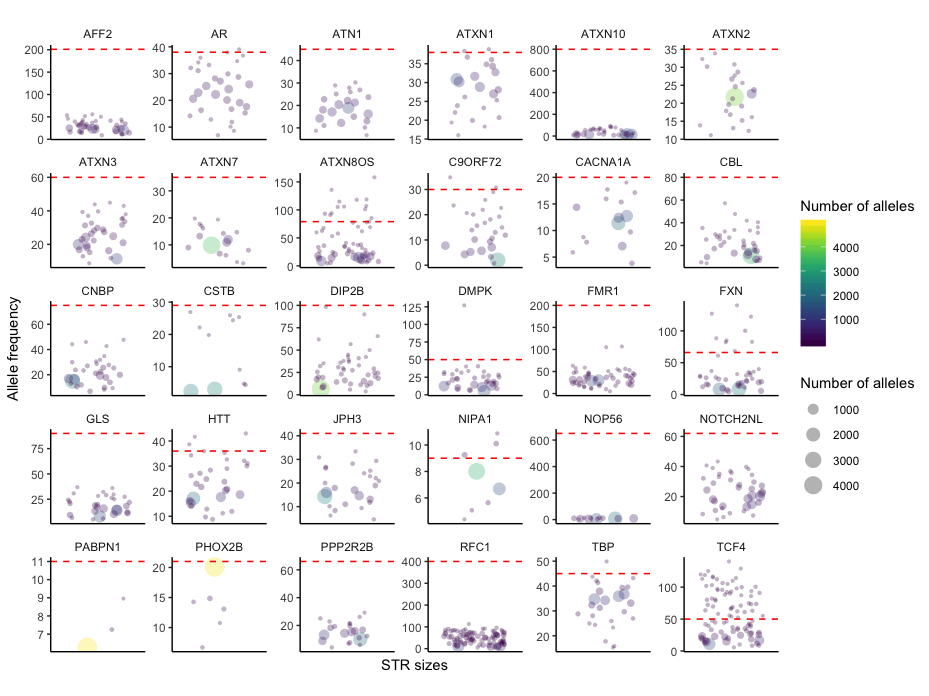 AFF2 AR ATN1 ATXN1 ATXN10 ATXN2
200 150 100 50 0
40 30 20 10
40 30 20 10
35 30 25 20 15
800 600 400 200 0
35 30 25 20 15 10
ATXN3 ATXN7 ATXN8OS C9ORF72 CACNA1A CBL
60 40 20
30 20 10
150 100 50 0
30 20 10 0
20 15 10 5
80 60 40 20
CNBP CSTB DIP2B DMPK FMR1 FXN
60 40 20
30 20 10
100 75 50 25 0
125 100 75 50 25 0
200 150 100 50 0
100 50 0
GLS HTT JPH3 NIPA1 NOP56 NOTCH2NL
75 50 25
40 30 20 10
40 30 20 10
10 8 6
600 400 200 0
60 40 20
PABPN1 PHOX2B PPP2R2B RFC1 TBP TCF4
11 10 9 8 7
20 15 10
60 40 20
400 300 200 100 0
50 40 30 20
100 50 0
Allele frequency
STR sizes
Number of alleles
4000
3000
2000
1000
Number of alleles
1000
2000
3000
4000